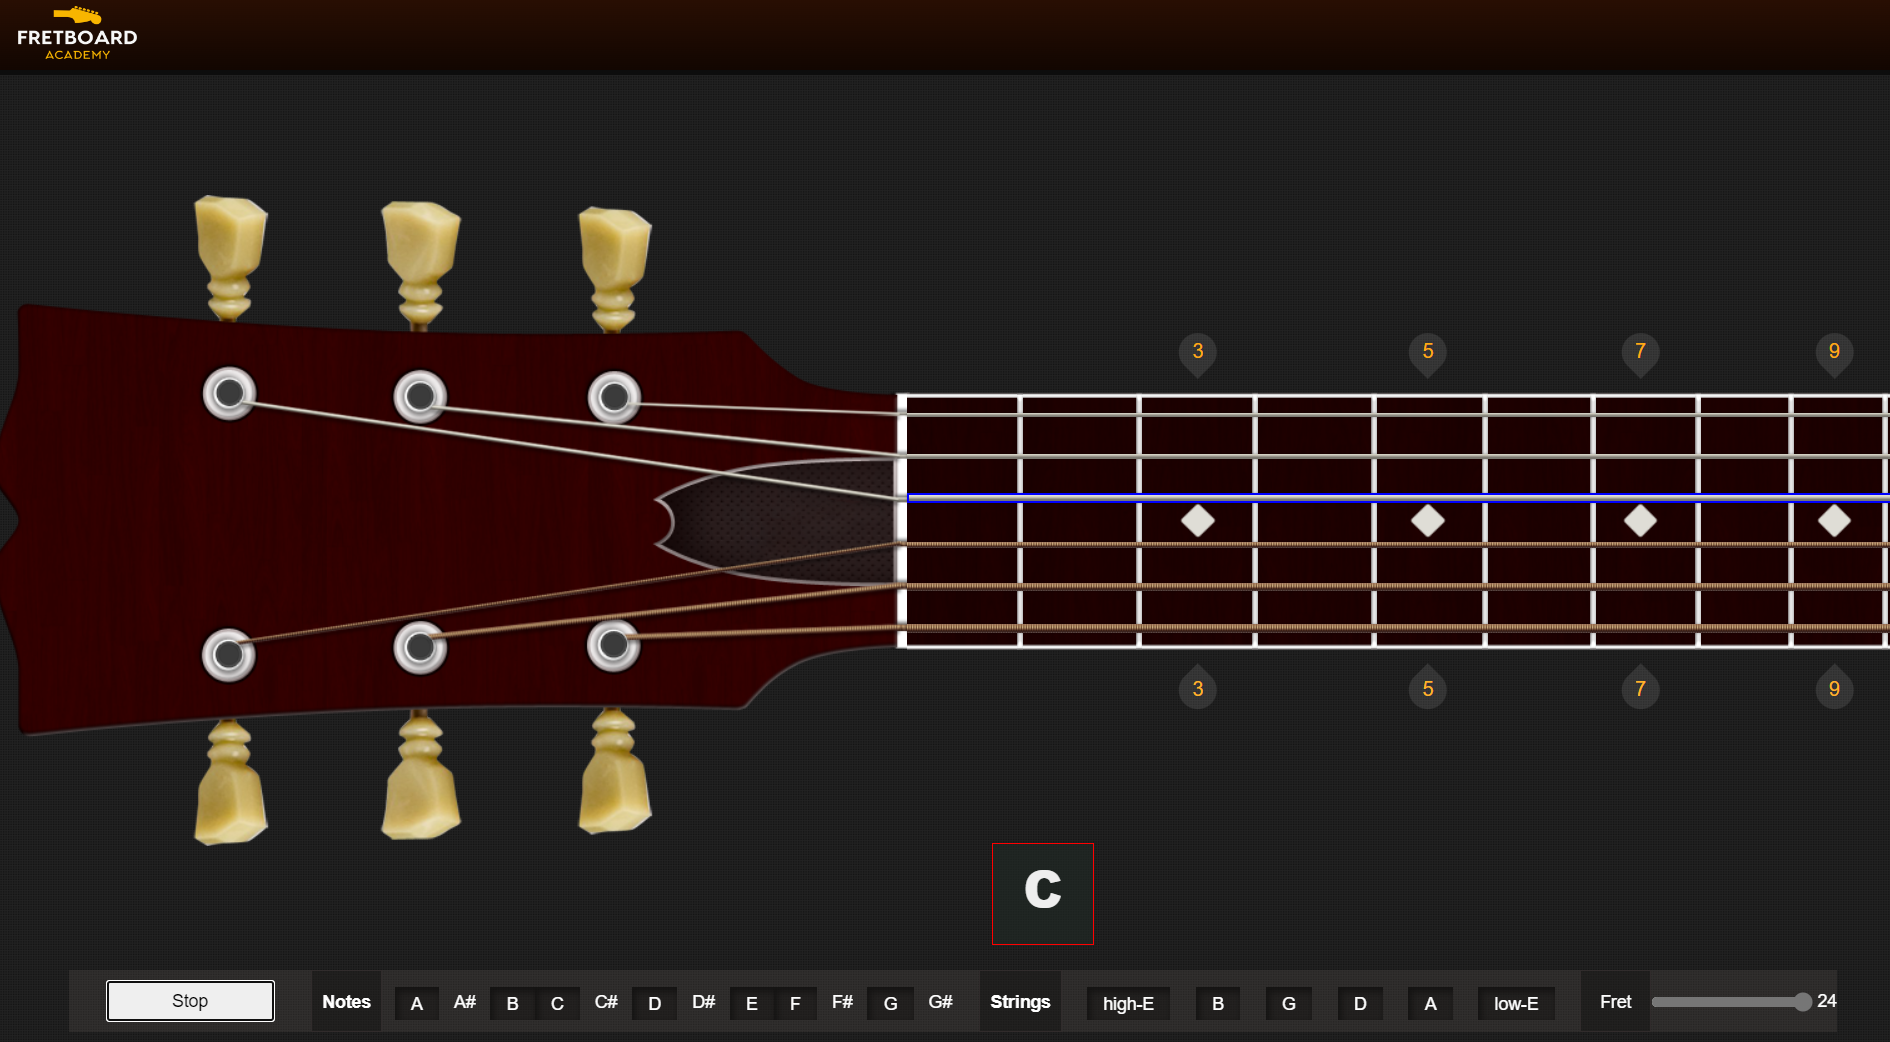 FRETBOARD
ACADEMY
3 5 7 9
3 5 7 9
C
Stop Notes A A# B C C# D D# E F F# G G# Strings high-E B G D A low-E Fret 24